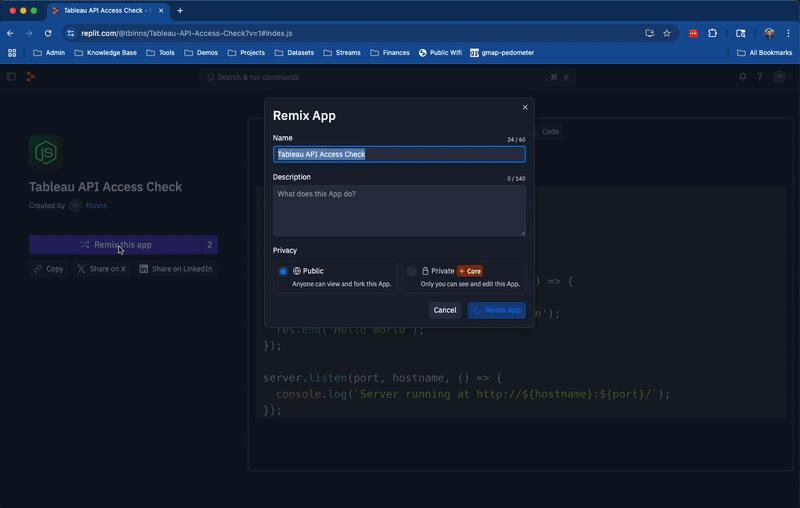 Tableau API Access Check -
replit.com/@tbinns/Tableau-API-Access-Check?v=1#index.js
Admin
Knowledge Base
Tools
Demos
Projects
Datasets
Streams
Finances
Public Wifi
gp
gmap-pedometer
All Bookmarks
Search & run commands
⌘ K
?
TB
Tableau API Access Check
Created by TB tbinns
Remix this app 2
Copy
Share on X
Share on LinkedIn
Code
Remix App
Name
24 / 60
Tableau API Access Check
Description
0 / 140
What does this App do?
Privacy
Public
Anyone can view and fork this App.
Private
Core
Only you can see and edit this App.
Cancel
Remix App
) => {
n');
res.end('Hello World');
});
server.listen(port, hostname, () => {
console.log(`Server running at http://${hostname}:${port}/`);
});